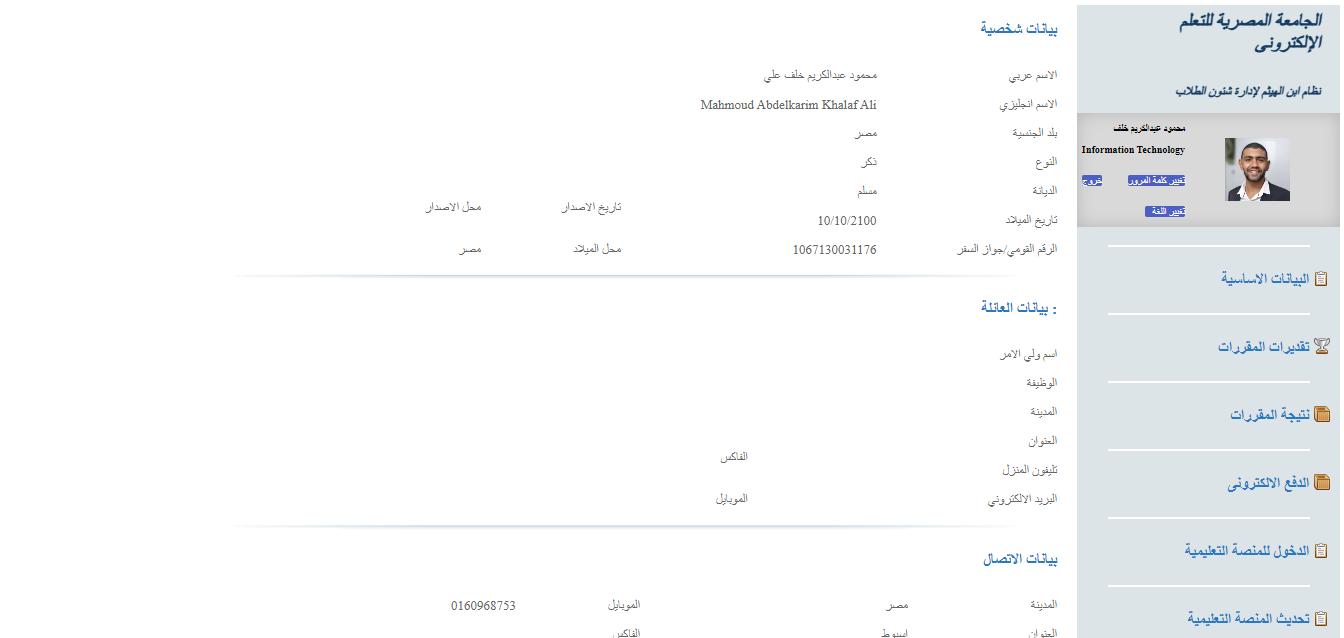 الجامعة المصرية للتعلم
الإلكترونى
نظام ابن الهيثم لإدارة شئون الطلاب
محمود عبدالكريم خلف
Information Technology
تغيير كلمة المرور خروج
تغيير اللغة
البيانات الاساسية
تقديرات المقررات
نتيجة المقررات
الدفع الالكترونى
الدخول للمنصة التعليمية
تحديث المنصة التعليمية
بيانات شخصية
الاسم عربي محمود عبدالكريم خلف علي
الاسم انجليزي Mahmoud Abdelkarim Khalaf Ali
بلد الجنسية مصر
النوع ذكر
الديانة مسلم
تاريخ الاصدار محل الاصدار
تاريخ الميلاد 10/10/2100
الرقم القومي/جواز السفر 1067130031176 محل الميلاد مصر
بيانات العائلة :
اسم ولي الامر
الوظيفة
المدينة
العنوان
الفاكس
تليفون المنزل
البريد الالكتروني الموبايل
بيانات الاتصال
المدينة مصر الموبايل 0160968753
العنوان اسيوط الفاكس